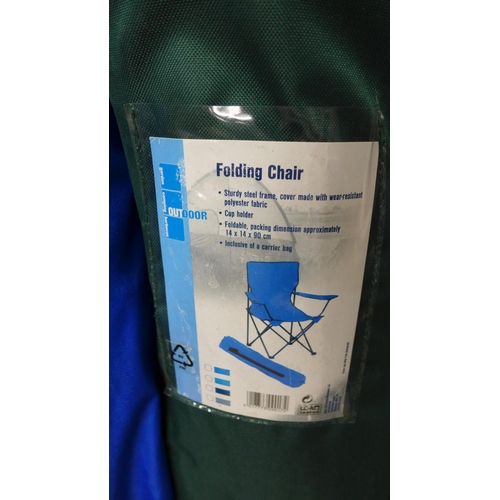 Folding Chair
• Sturdy steel frame, cover made with wear-resistant
polyester fabric
• Cup holder
• Foldable, packing dimension approximately
14 x 14 x 90 cm
• Inclusive of a carrier bag
OUTDOOR